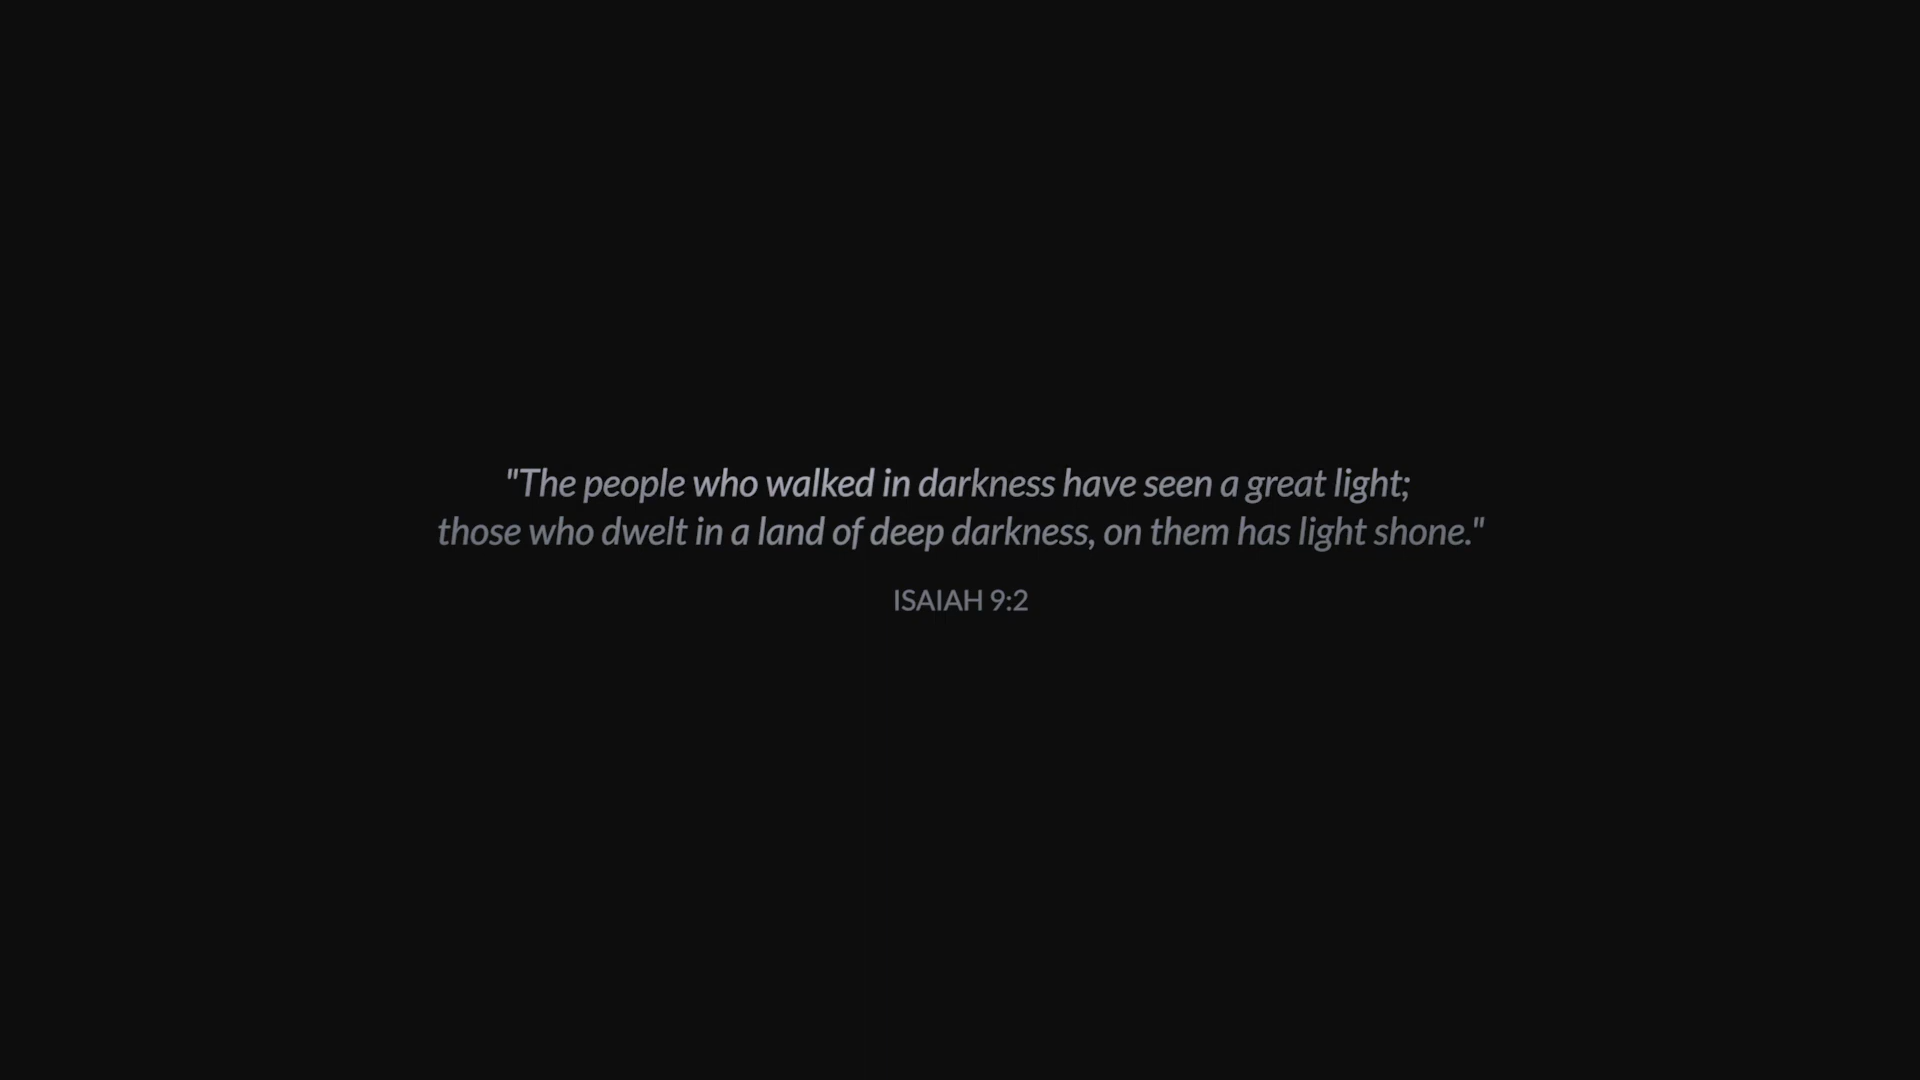 "The people who walked in darkness have seen a great light;
those who dwelt in a land of deep darkness, on them has light shone."
ISAIAH 9:2